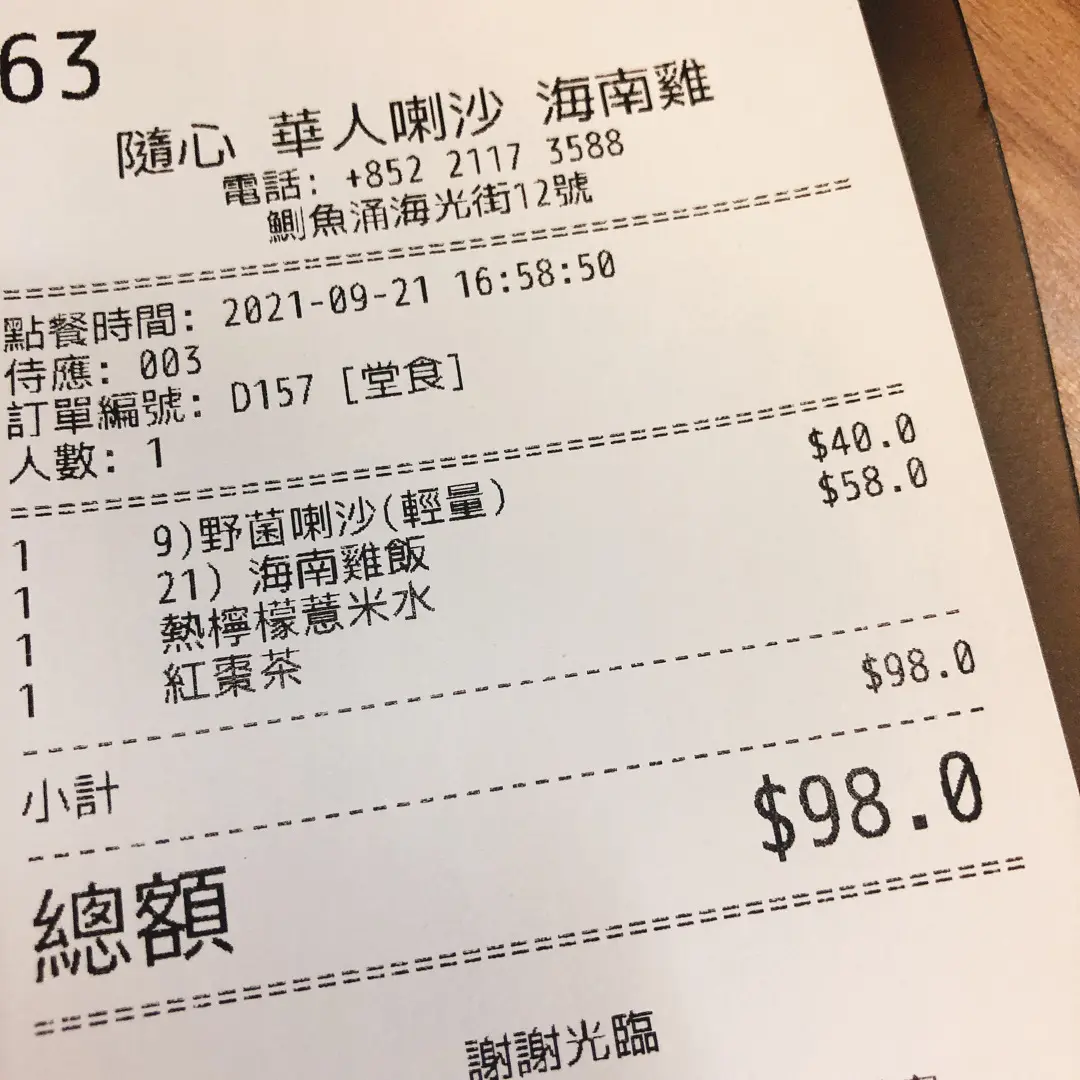 63
隨心 華人喇沙 海南雞
電話: +852 2117 3588
鰂魚涌海光街12號
點餐時間: 2021-09-21 16:58:50
侍應: 003
訂單編號: D157 [堂食]
人數: 1
1 9)野菌喇沙(輕量) $40.0
1 21) 海南雞飯 $58.0
1 熱檸檬薏米水
1 紅棗茶
小計 $98.0
總額 $98.0
謝謝光臨